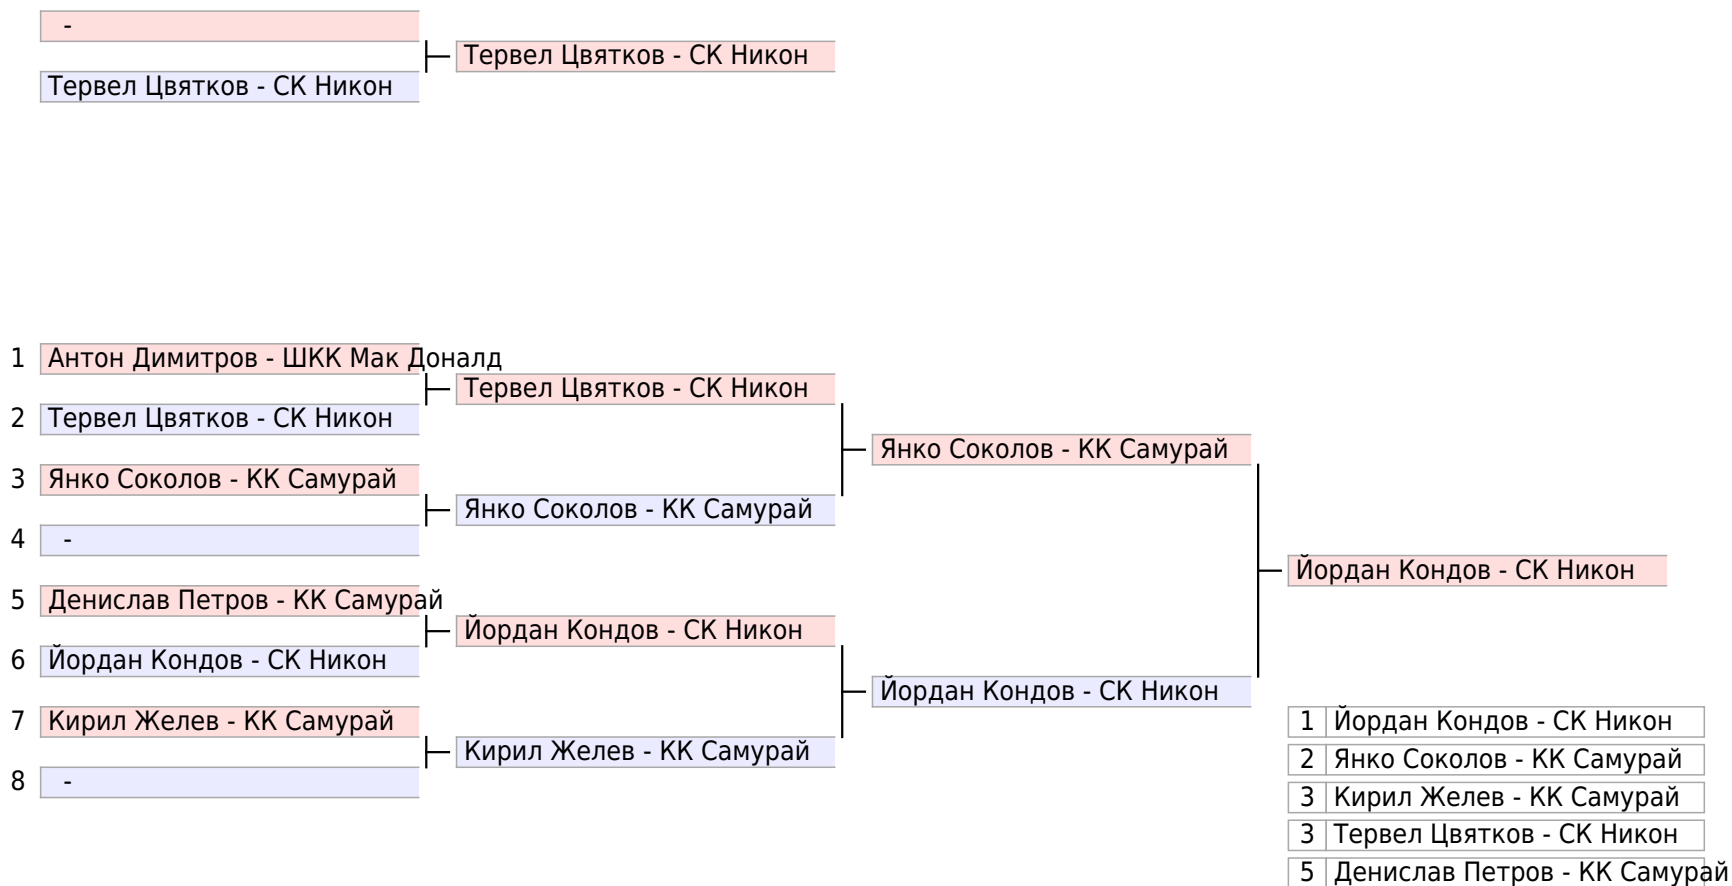 -
Тервел Цвятков - СК Никон
Тервел Цвятков - СК Никон
1 Антон Димитров - ШКК Мак Доналд
Тервел Цвятков - СК Никон
2 Тервел Цвятков - СК Никон
Янко Соколов - КК Самурай
3 Янко Соколов - КК Самурай
Янко Соколов - КК Самурай
4 -
Йордан Кондов - СК Никон
5 Денислав Петров - КК Самурай
Йордан Кондов - СК Никон
6 Йордан Кондов - СК Никон
Йордан Кондов - СК Никон
7 Кирил Желев - КК Самурай
Кирил Желев - КК Самурай
8 -
1 Йордан Кондов - СК Никон
2 Янко Соколов - КК Самурай
3 Кирил Желев - КК Самурай
3 Тервел Цвятков - СК Никон
5 Денислав Петров - КК Самурай